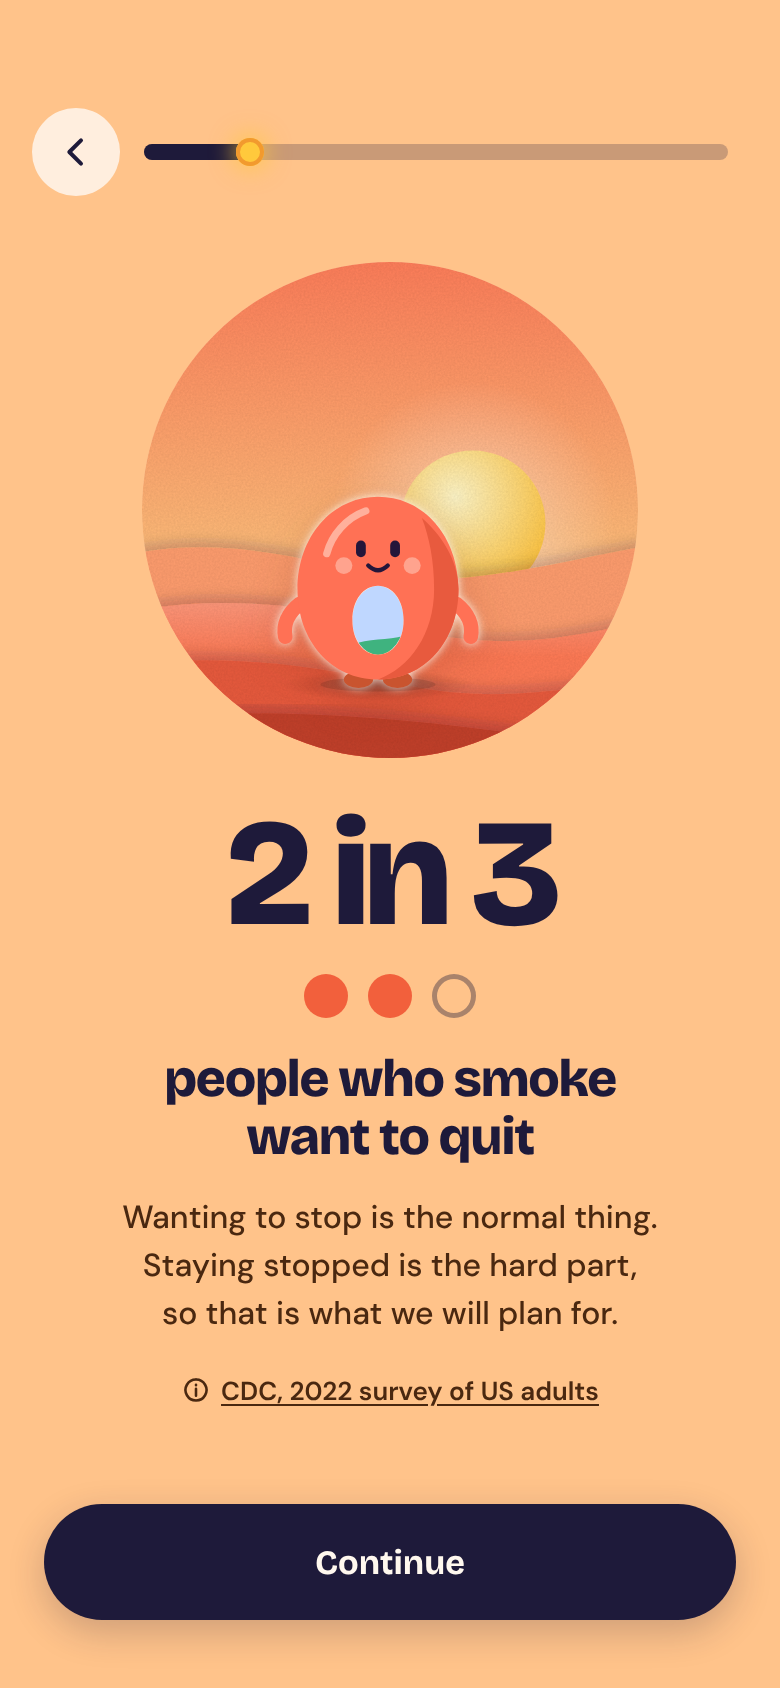 2 in 3
people who smoke
want to quit
Wanting to stop is the normal thing.
Staying stopped is the hard part,
so that is what we will plan for.
CDC, 2022 survey of US adults
Continue